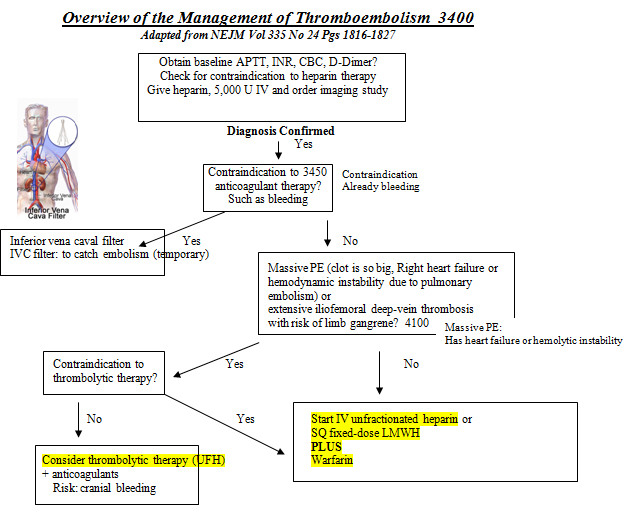 Overview of the Management of Thromboembolism 3400
Adapted from NEJM Vol 335 No 24 Pgs 1816-1827
Obtain baseline APTT, INR, CBC, D-Dimer?
Check for contraindication to heparin therapy
Give heparin, 5,000 U IV and order imaging study
Diagnosis Confirmed
Yes
Contraindication to 3450
anticoagulant therapy?
Such as bleeding
Contraindication
Already bleeding
Inferior Vena
Cava Filter
Yes
No
Inferior vena caval filter
IVC filter: to catch embolism (temporary)
Massive PE (clot is so big, Right heart failure or
hemodynamic instability due to pulmonary
embolism) or
extensive iliofemoral deep-vein thrombosis
with risk of limb gangrene? 4100
Massive PE:
Has heart failure or hemolytic instability
Yes
No
Contraindication to
thrombolytic therapy?
No
Yes
Start IV unfractionated heparin or
SQ fixed-dose LMWH
PLUS
Warfarin
Consider thrombolytic therapy (UFH)
+ anticoagulants
Risk: cranial bleeding